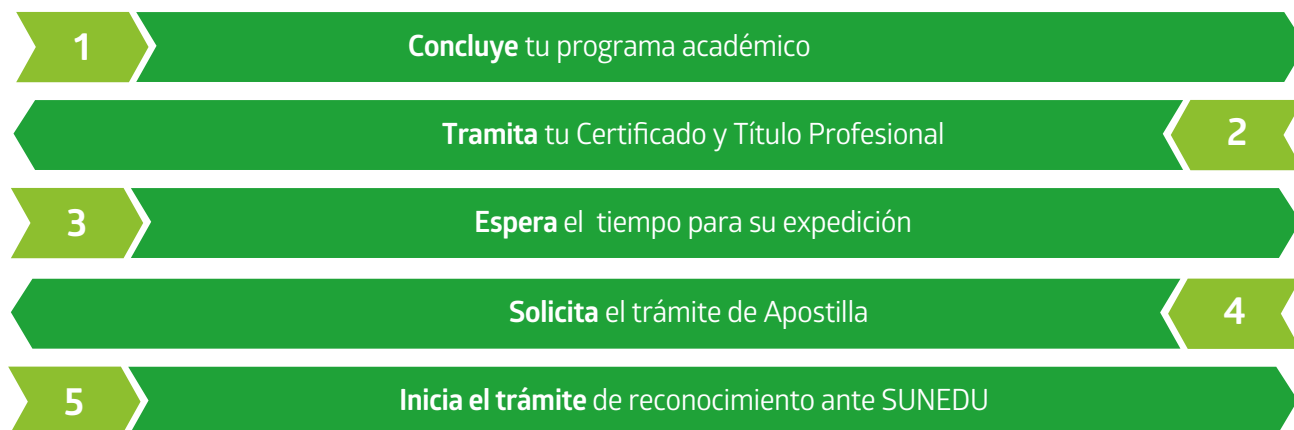 1 Concluye tu programa académico
Tramita tu Certificado y Título Profesional 2
3 Espera el tiempo para su expedición
Solicita el trámite de Apostilla 4
5 Inicia el trámite de reconocimiento ante SUNEDU